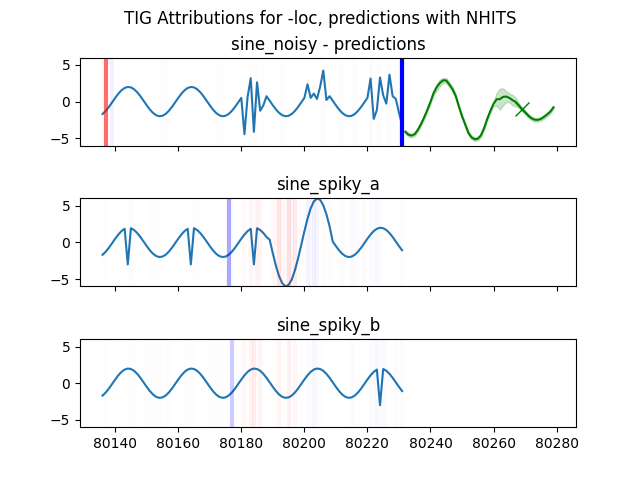 TIG Attributions for -loc, predictions with NHITS
sine_noisy - predictions
5
0
−5
sine_spiky_a
5
0
−5
sine_spiky_b
5
0
−5
80140 80160 80180 80200 80220 80240 80260 80280